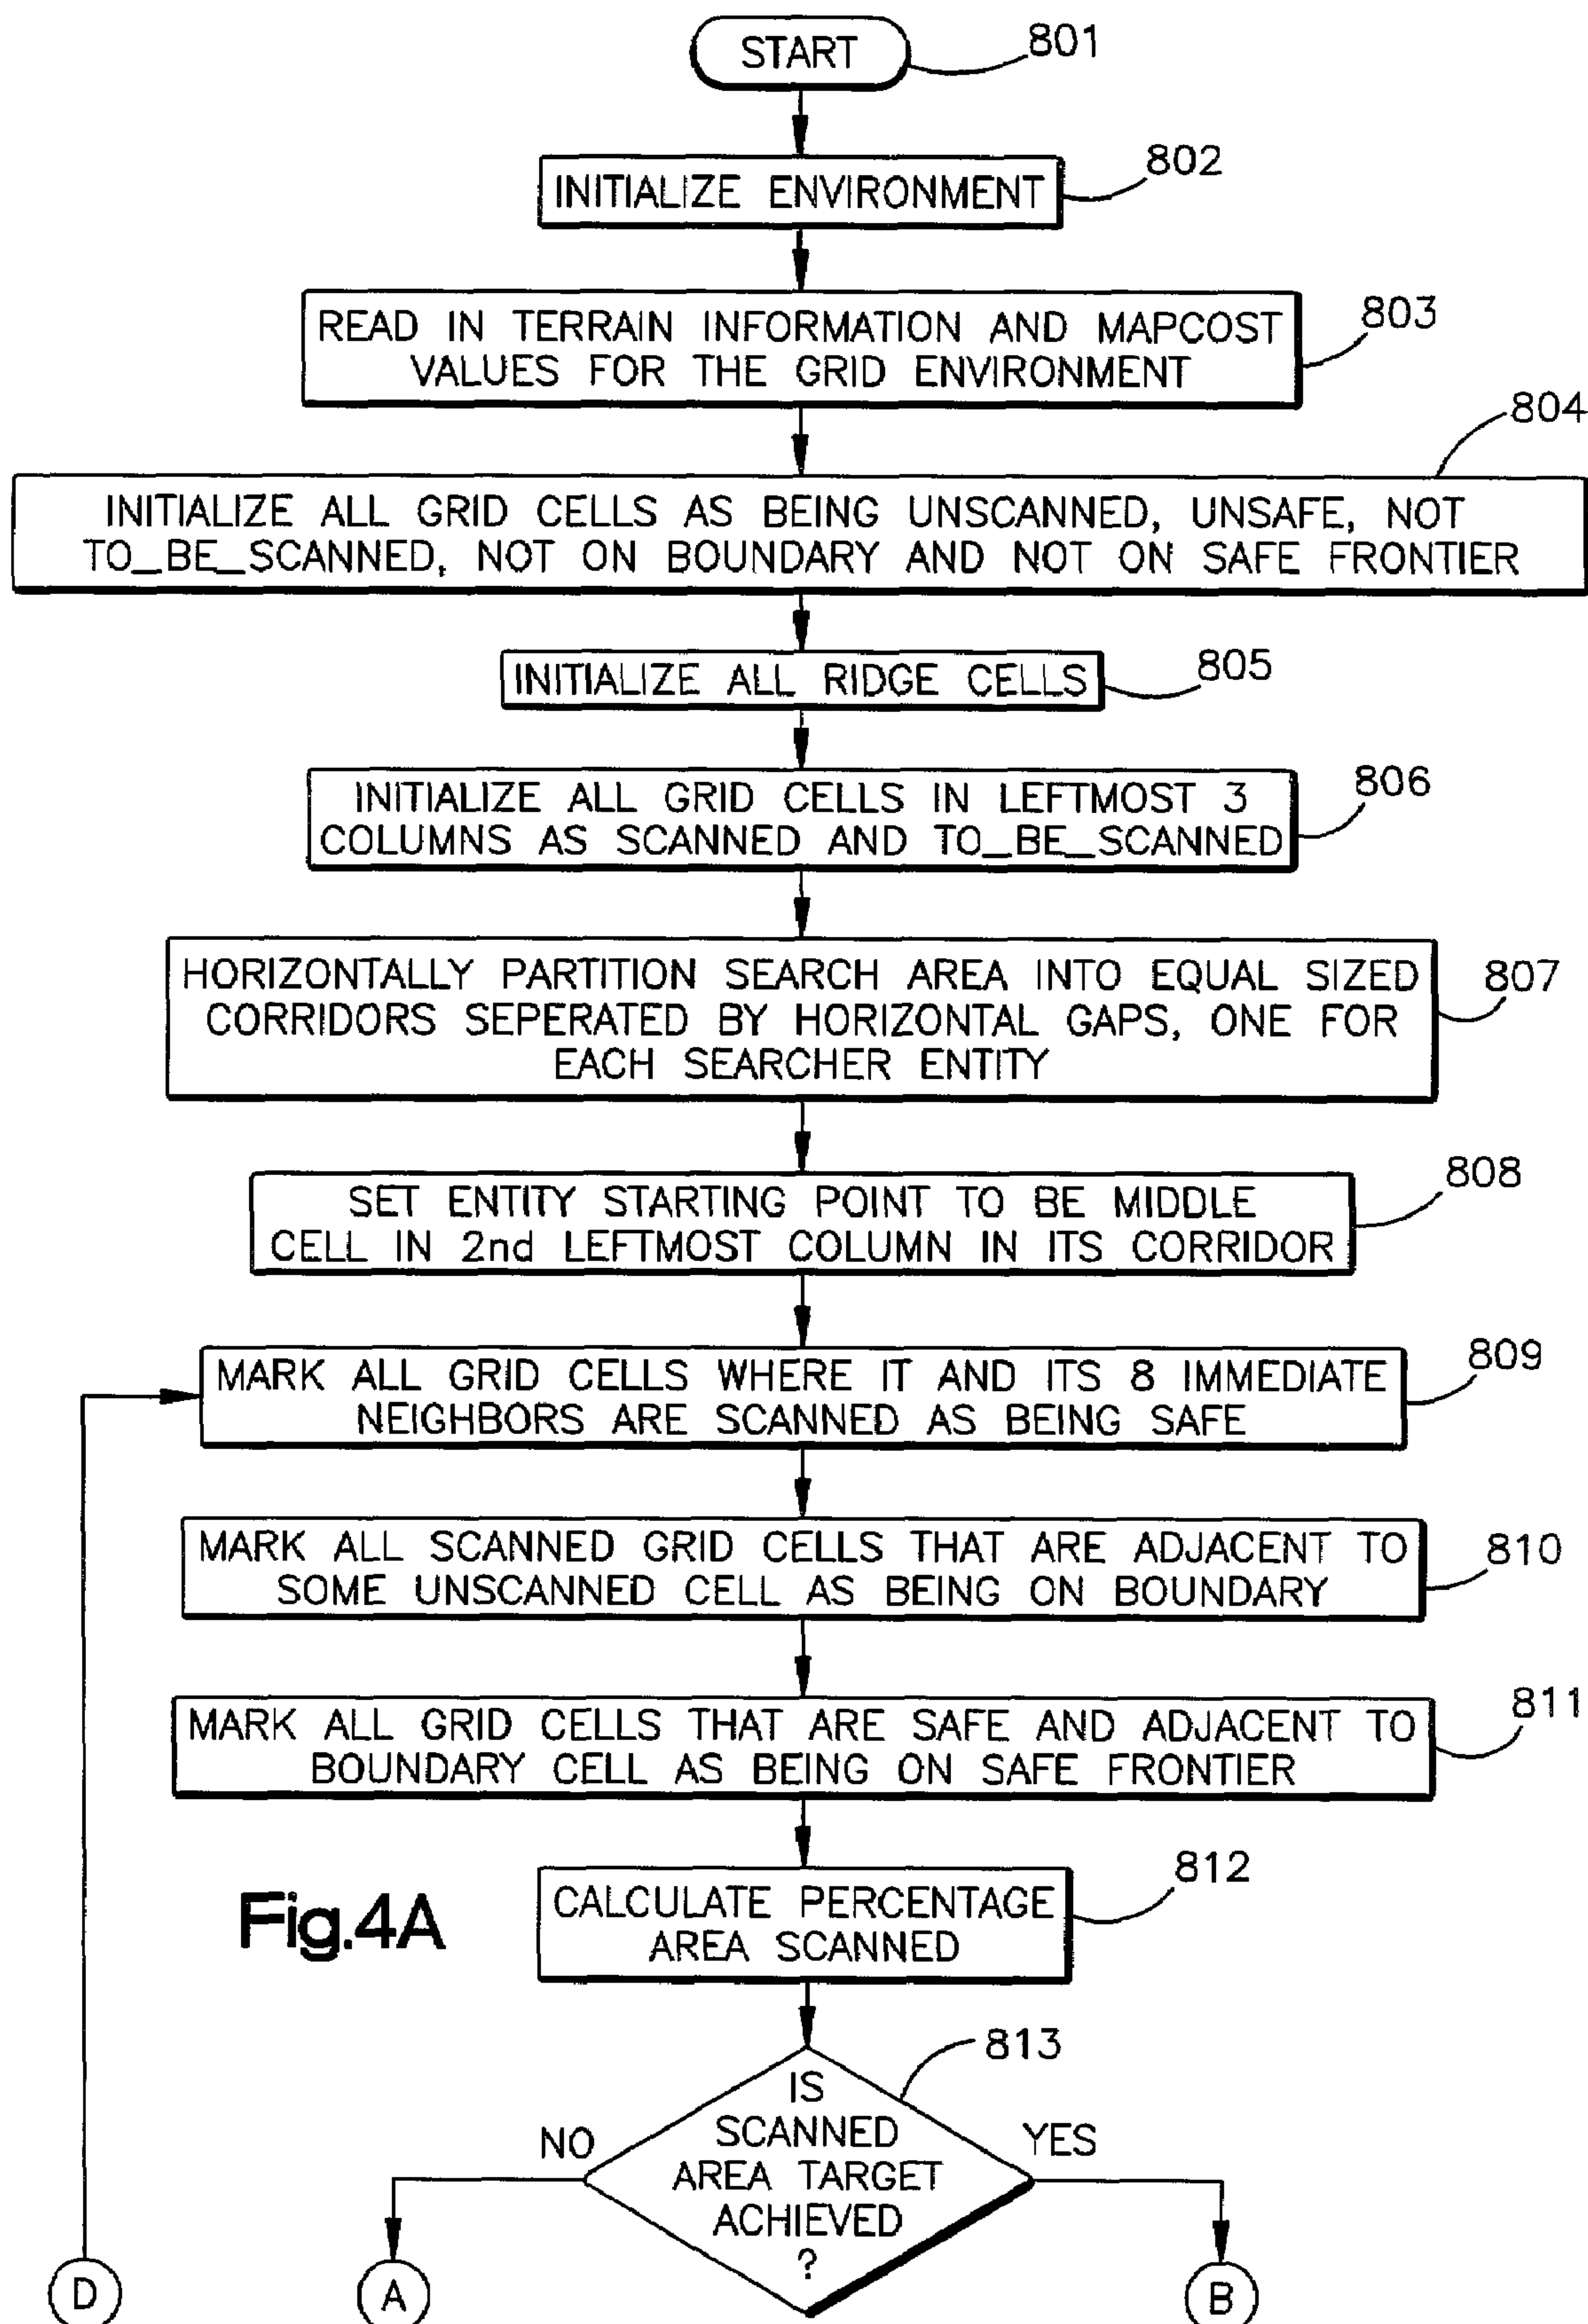 START
801
INITIALIZE ENVIRONMENT
802
READ IN TERRAIN INFORMATION AND MAPCOST
VALUES FOR THE GRID ENVIRONMENT
803
804
INITIALIZE ALL GRID CELLS AS BEING UNSCANNED, UNSAFE, NOT
TO_BE_SCANNED, NOT ON BOUNDARY AND NOT ON SAFE FRONTIER
INITIALIZE ALL RIDGE CELLS
805
INITIALIZE ALL GRID CELLS IN LEFTMOST 3
COLUMNS AS SCANNED AND TO_BE_SCANNED
806
HORIZONTALLY PARTITION SEARCH AREA INTO EQUAL SIZED
CORRIDORS SEPERATED BY HORIZONTAL GAPS, ONE FOR
EACH SEARCHER ENTITY
807
SET ENTITY STARTING POINT TO BE MIDDLE
CELL IN 2nd LEFTMOST COLUMN IN ITS CORRIDOR
808
MARK ALL GRID CELLS WHERE IT AND ITS 8 IMMEDIATE
NEIGHBORS ARE SCANNED AS BEING SAFE
809
MARK ALL SCANNED GRID CELLS THAT ARE ADJACENT TO
SOME UNSCANNED CELL AS BEING ON BOUNDARY
810
MARK ALL GRID CELLS THAT ARE SAFE AND ADJACENT TO
BOUNDARY CELL AS BEING ON SAFE FRONTIER
811
CALCULATE PERCENTAGE
AREA SCANNED
812
Fig.4A
813
IS
SCANNED
AREA TARGET
ACHIEVED
?
NO
YES
D
A
B